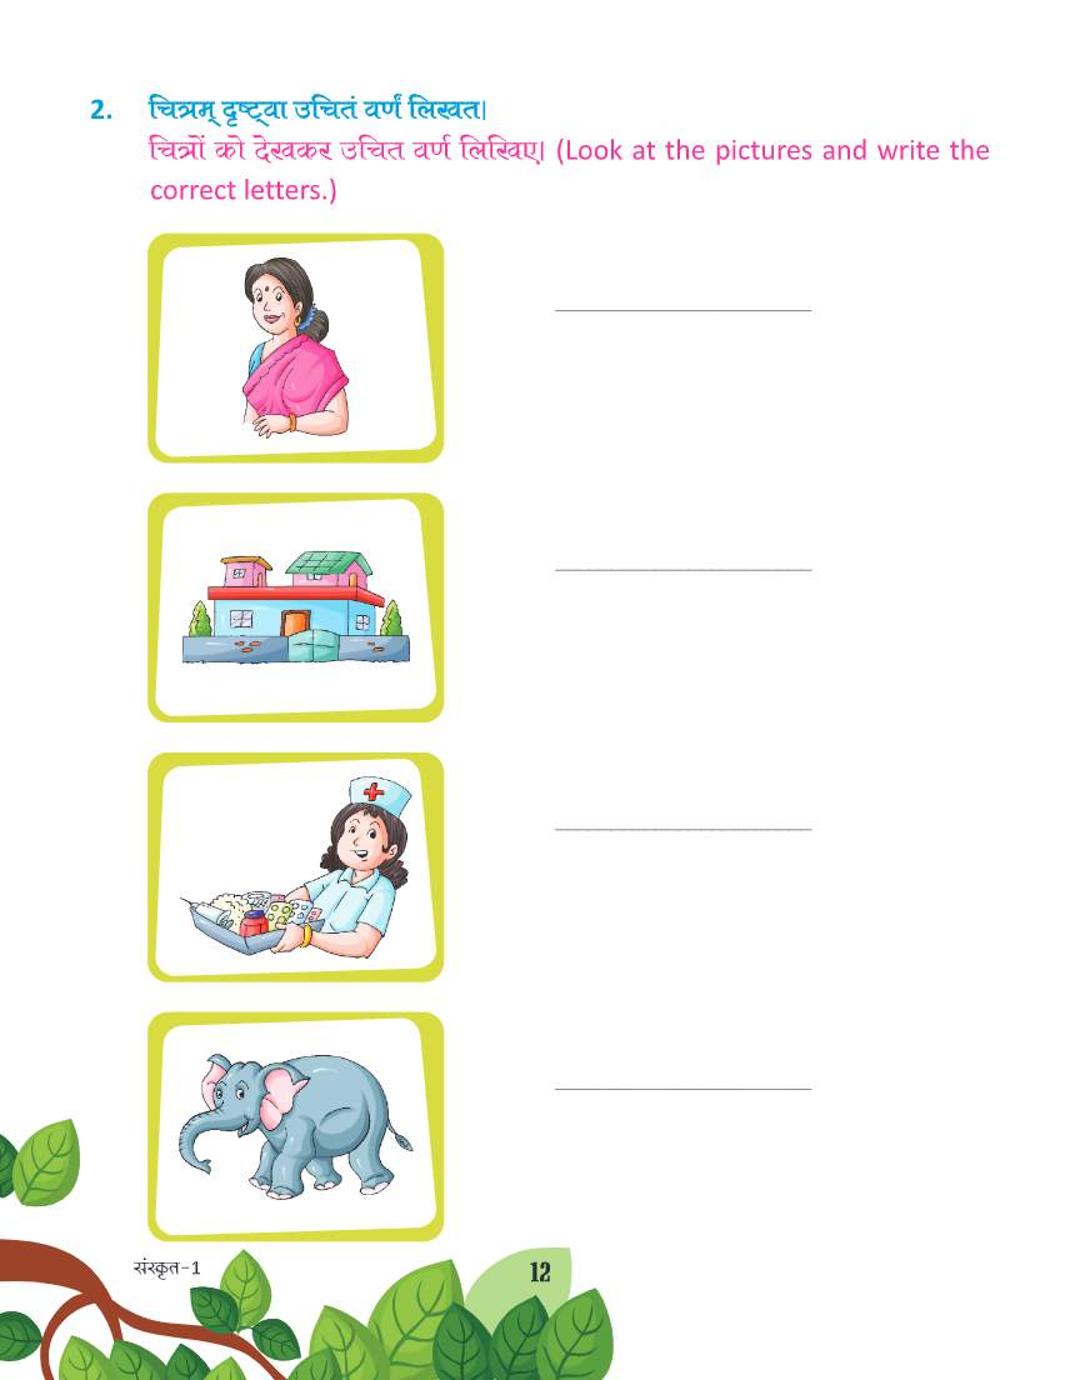 2. चित्रम् दृष्ट्वा उचितं वर्णं लिखत।
चित्रों को देखकर उचित वर्ण लिखिए। (Look at the pictures and write the
correct letters.)
संस्कृत-1
12